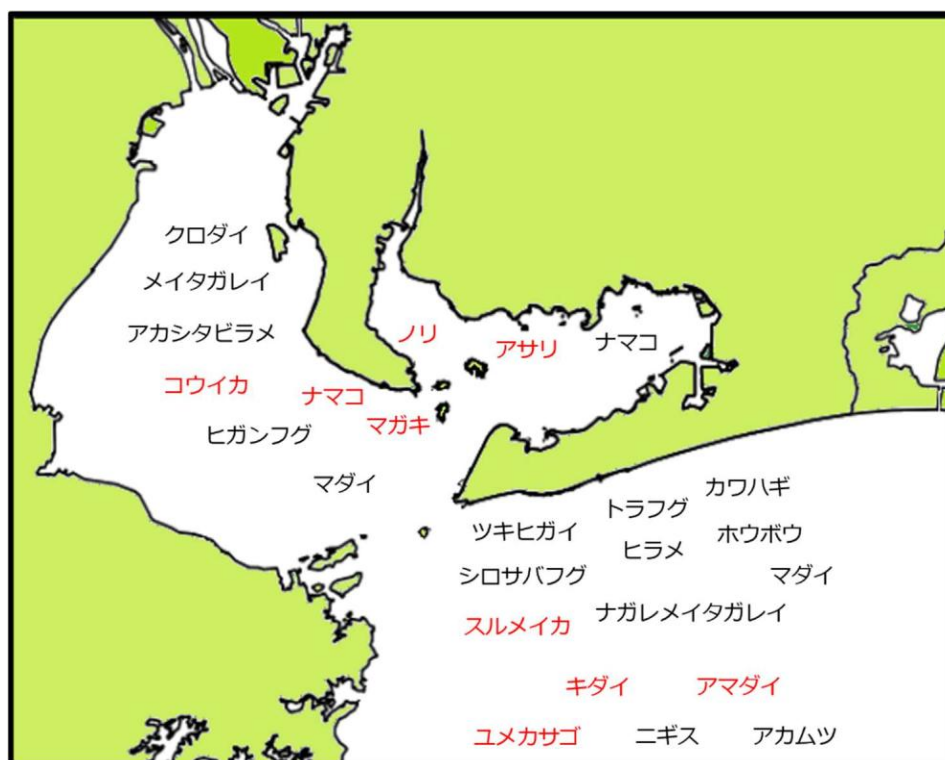 クロダイ
メイタガレイ
アカシタビラメ
コウイカ
ナマコ
マガキ
ヒガンフグ
マダイ
ノリ
アサリ
ナマコ
カワハギ
トラフグ
ツキヒガイ
ヒラメ
ホウボウ
シロサバフグ
マダイ
スルメイカ
ナガレメイタガレイ
キダイ
アマダイ
ユメカサゴ
ニギス
アカムツ